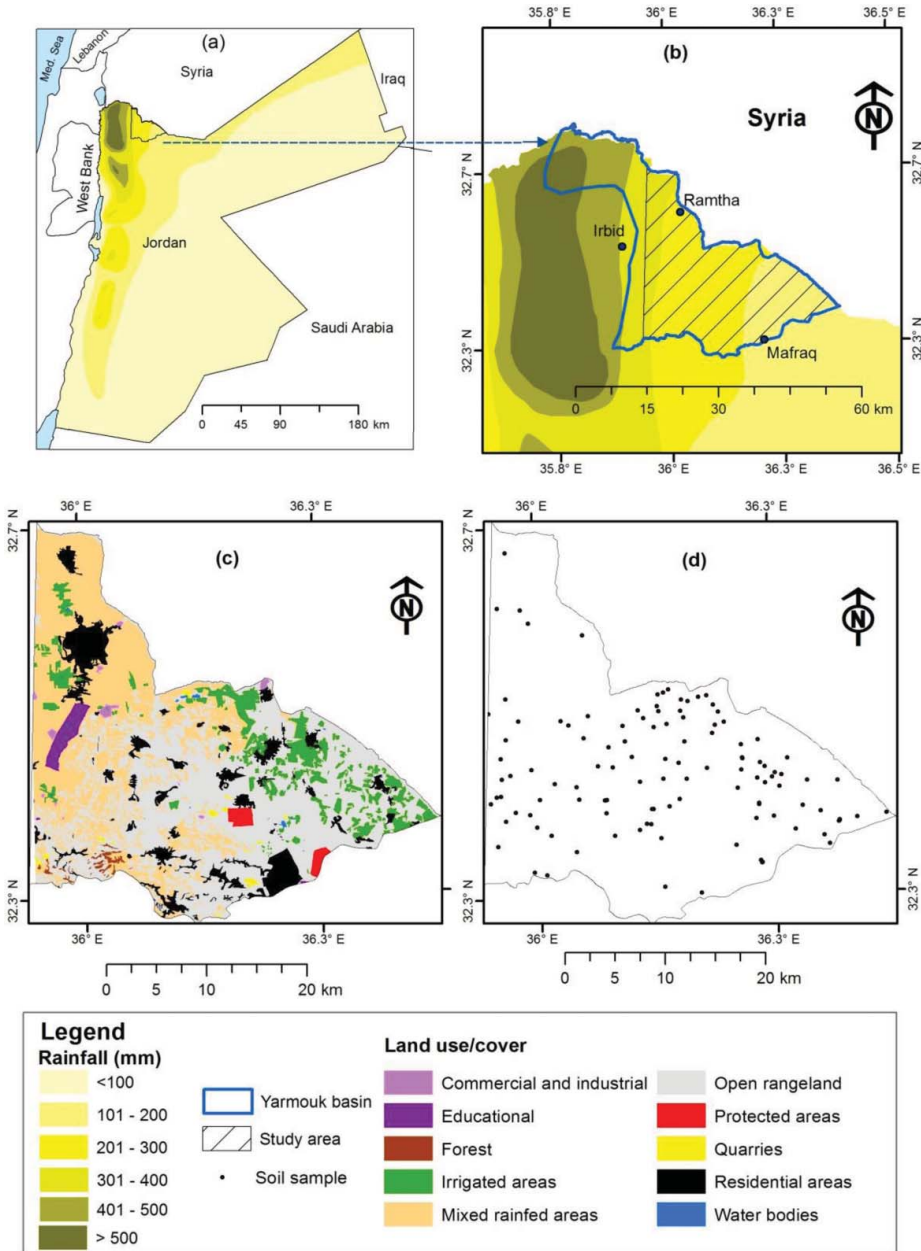 (a)
Med. Sea
Lebanon
Syria
Iraq
West Bank
Jordan
Saudi Arabia
0 45 90 180 km
35.8° E 36° E 36.3° E 36.5° E
(b)
N
Syria
32.7° N
32.7° N
Ramtha
Irbid
32.3° N
32.3° N
Mafraq
0 15 30 60 km
35.8° E 36° E 36.3° E 36.5° E
36° E 36.3° E
32.7° N
(c)
N
32.3° N
36° E 36.3° E
0 5 10 20 km
36° E 36.3° E
(d)
N
32.3° N
36° E 36.3° E
0 5 10 20 km
Legend
Rainfall (mm)
<100
101 - 200
201 - 300
301 - 400
401 - 500
> 500
Yarmouk basin
Study area
Soil sample
Land use/cover
Commercial and industrial
Educational
Forest
Irrigated areas
Mixed rainfed areas
Open rangeland
Protected areas
Quarries
Residential areas
Water bodies